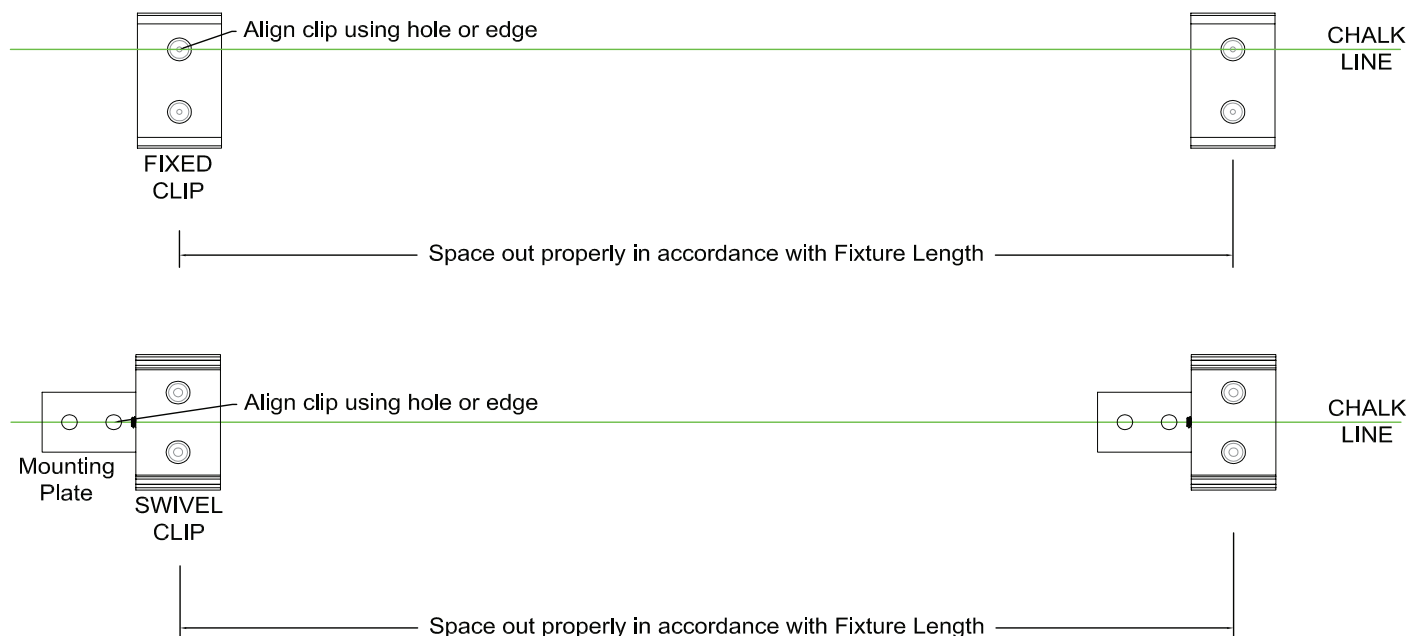 Align clip using hole or edge
CHALK
LINE
FIXED
CLIP
Space out properly in accordance with Fixture Length
Align clip using hole or edge
CHALK
LINE
Mounting
Plate
SWIVEL
CLIP
Space out properly in accordance with Fixture Length